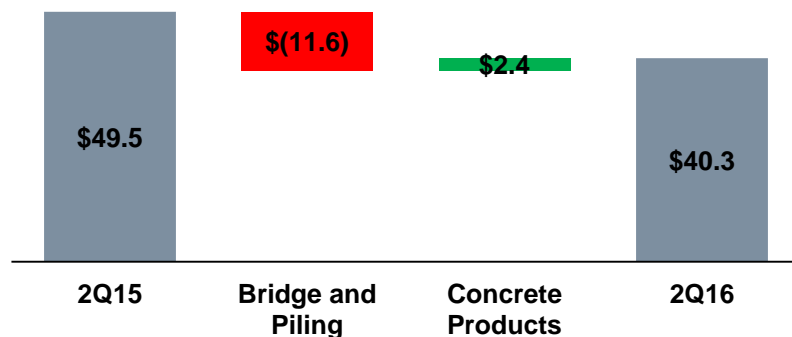 $(11.6)
$2.4
$49.5
$40.3
2Q15
Bridge and
Piling
Concrete
Products
2Q16